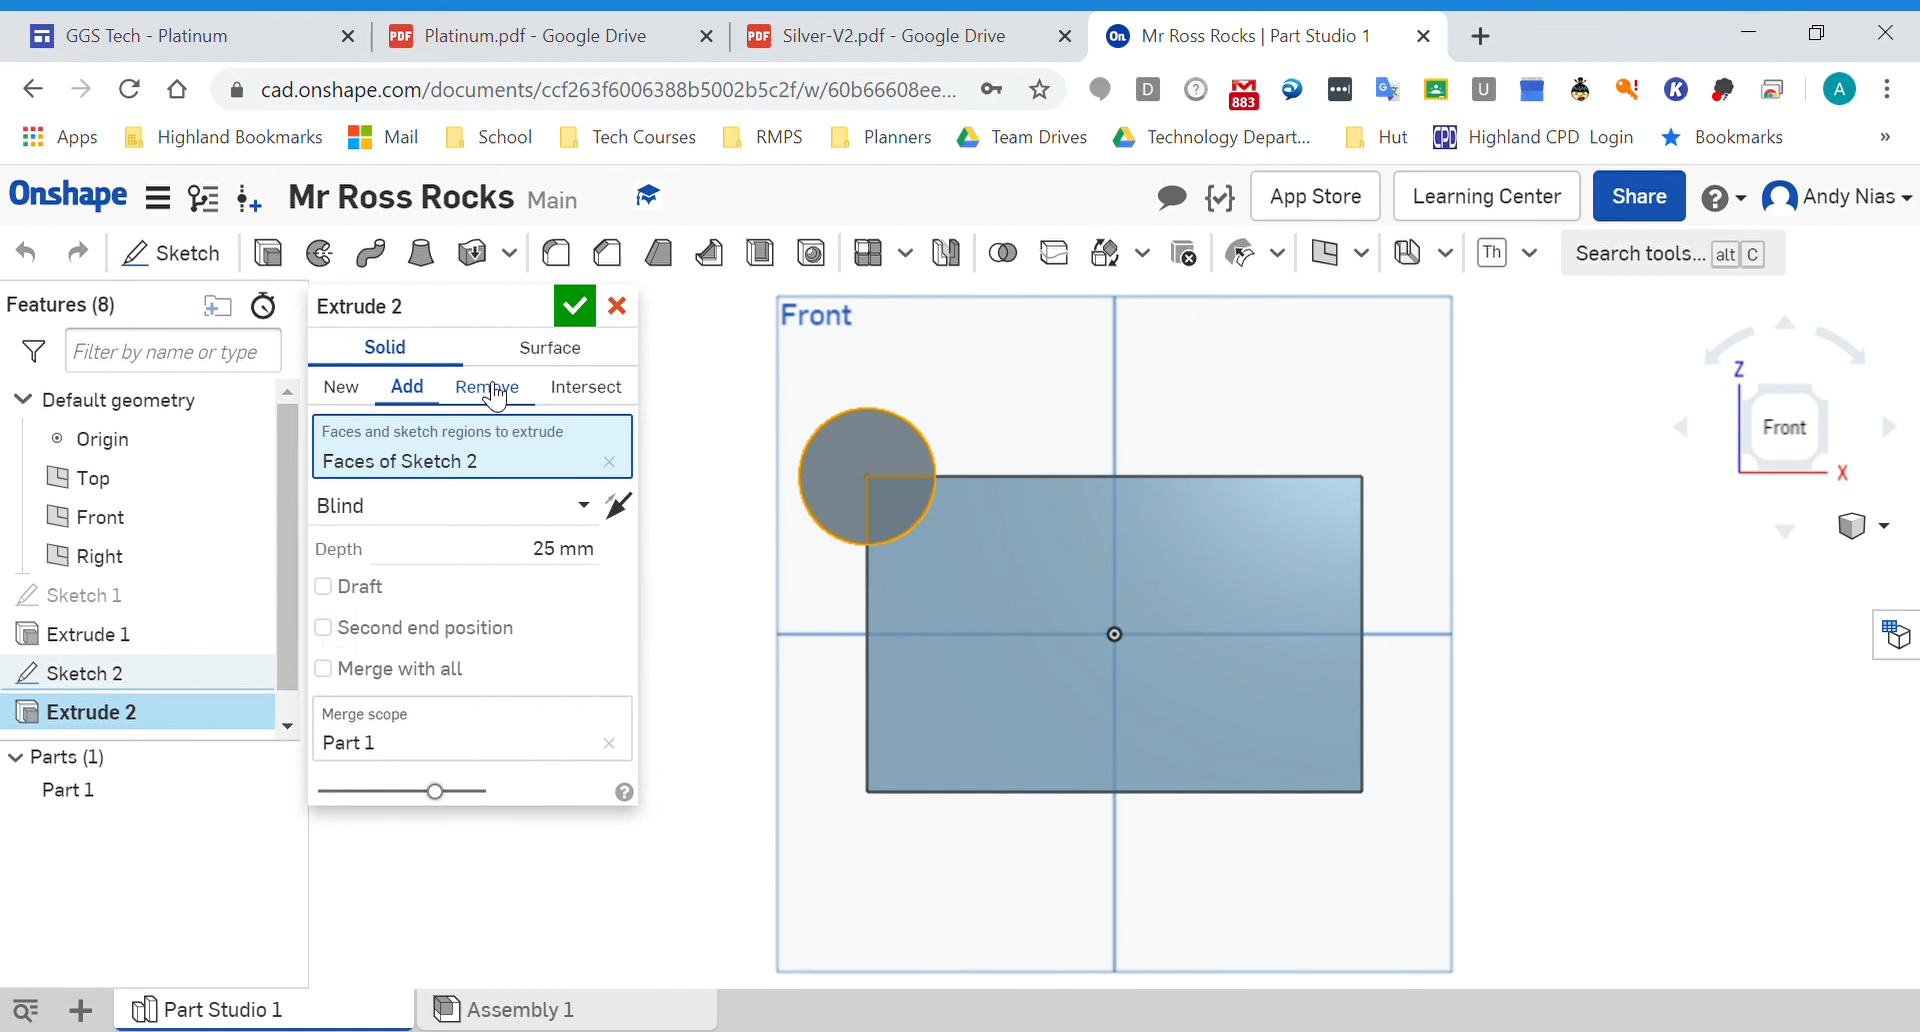 GGS Tech - Platinum
PDF Platinum.pdf - Google Drive
PDF Silver-V2.pdf - Google Drive
On Mr Ross Rocks | Part Studio 1
cad.onshape.com/documents/ccf263f6006388b5002b5c2f/w/60b66608ee...
D
883
U
K
A
Apps
Highland Bookmarks
Mail
School
Tech Courses
RMPS
Planners
Team Drives
Technology Depart...
Hut
CPD Highland CPD Login
Bookmarks
»
Onshape
Mr Ross Rocks Main
App Store
Learning Center
Share
Andy Nias
Sketch
Th
Search tools... alt C
Features (8)
Filter by name or type
Default geometry
Origin
Top
Front
Right
Sketch 1
Extrude 1
Sketch 2
Extrude 2
Parts (1)
Part 1
Extrude 2
Solid Surface
New Add Remove Intersect
Faces and sketch regions to extrude
Faces of Sketch 2
Blind
Depth 25 mm
Draft
Second end position
Merge with all
Merge scope
Part 1
Front
Z
Front
X
Part Studio 1
Assembly 1